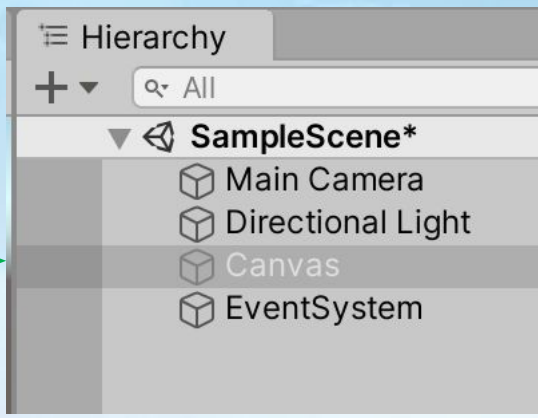 Hierarchy
All
SampleScene*
Main Camera
Directional Light
Canvas
EventSystem